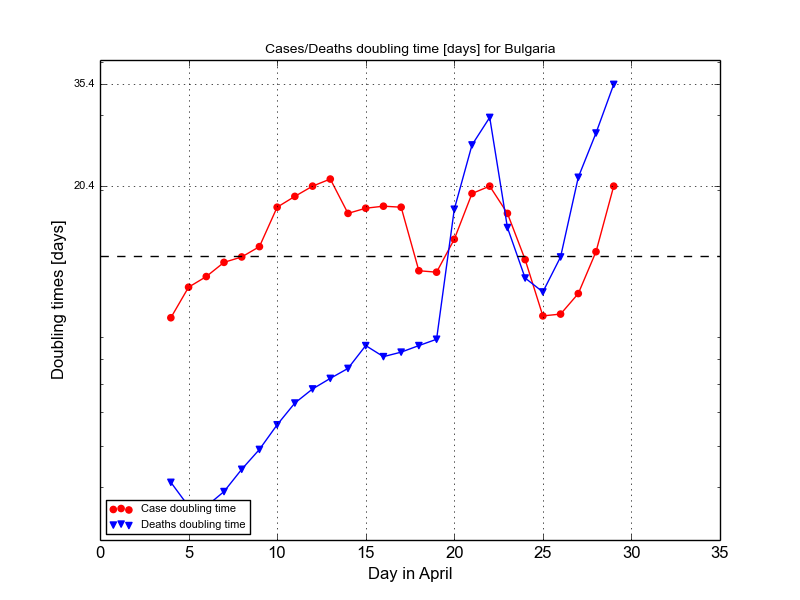 Cases/Deaths doubling time [days] for Bulgaria
35.4
20.4
Doubling times [days]
Case doubling time
Deaths doubling time
0 5 10 15 20 25 30 35
Day in April